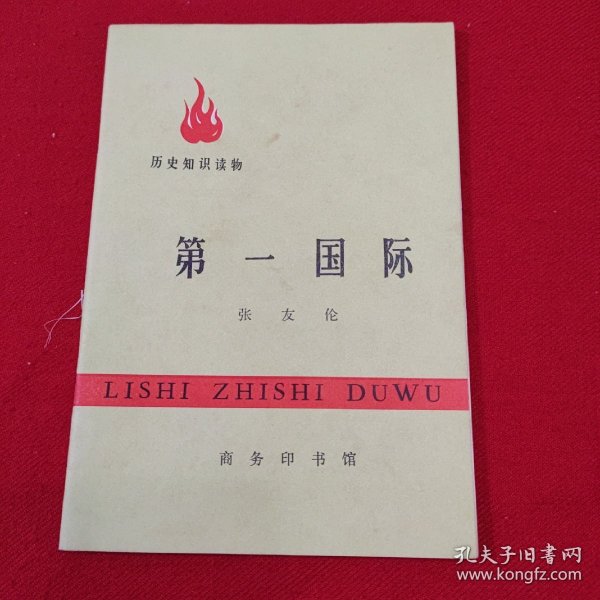 历史知识读物
第一国际
张友伦
LISHI ZHISHI DUWU
商务印书馆
孔夫子旧书网
www.kongfz.com